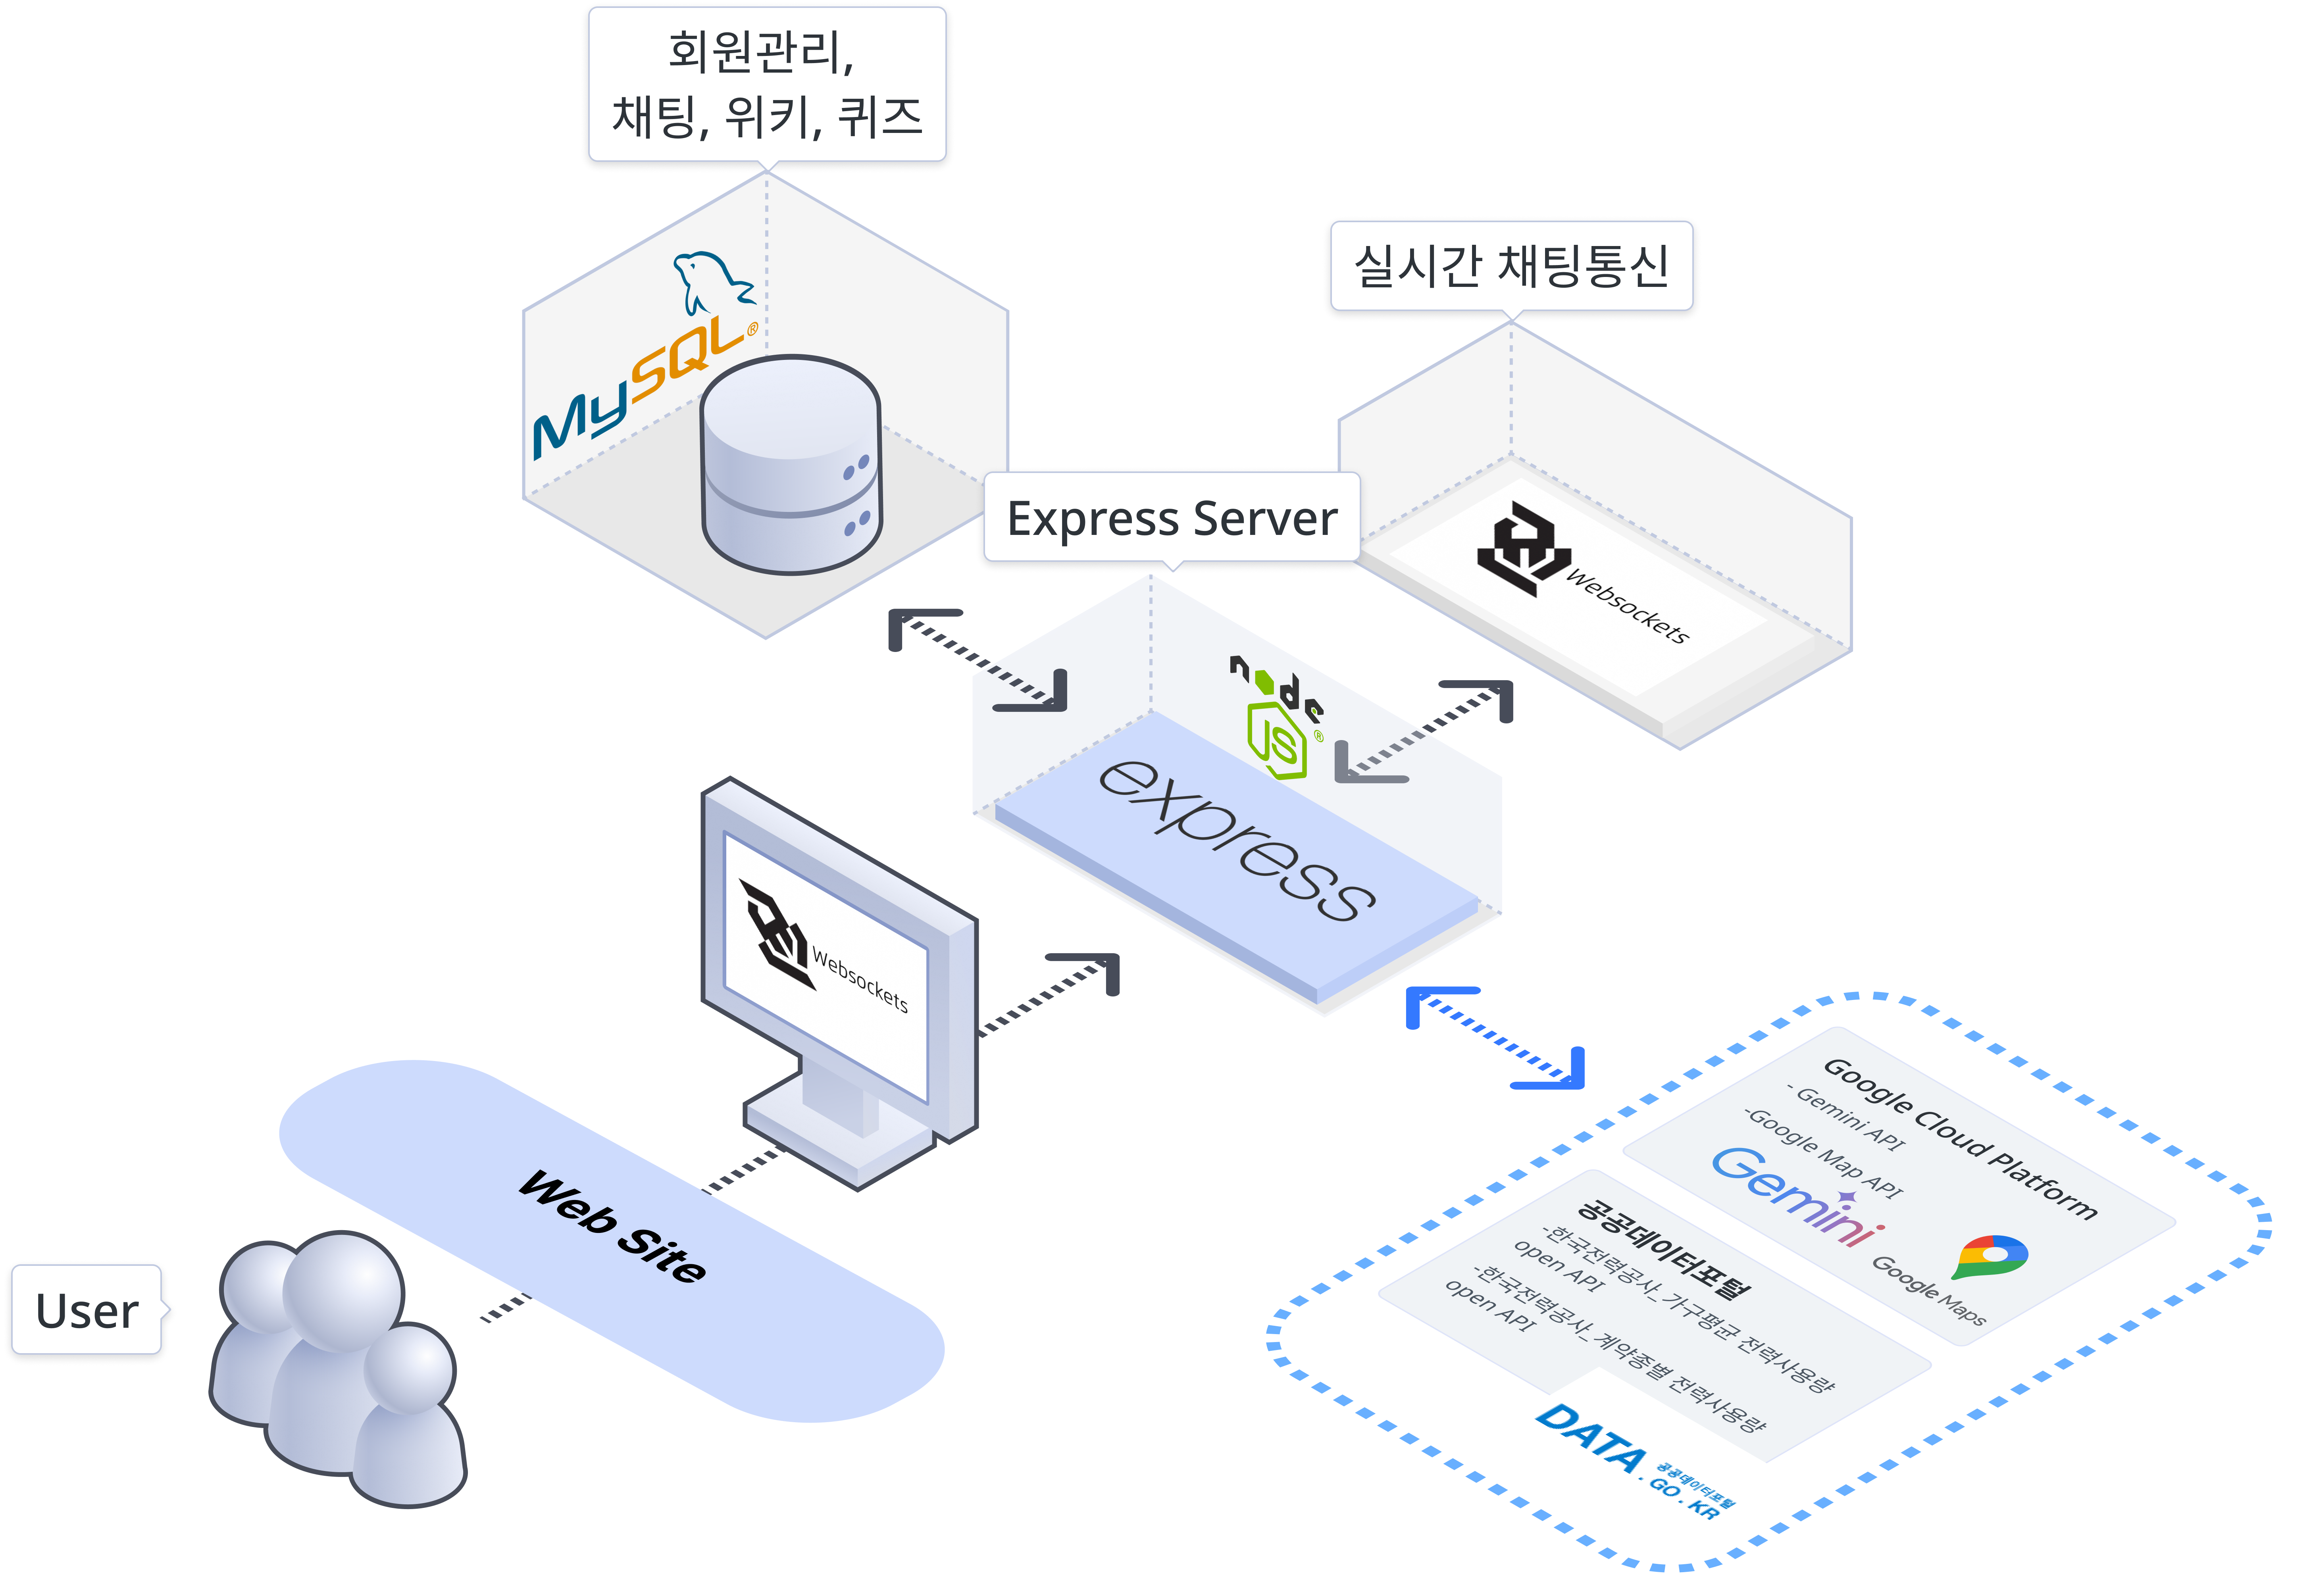 회원관리,
채팅, 위키, 퀴즈
MySQL®
실시간 채팅통신
Websockets
Express Server
node
JS®
express
Websockets
Web Site
User
Google Cloud Platform
- Gemini API
-Google Map API
Gemini
Google Maps
공공데이터포털
-한국전력공사_가구평균 전력사용량
open API
-한국전력공사_계약종별 전력사용량
open API
DATA
공공데이터포털
. GO . KR